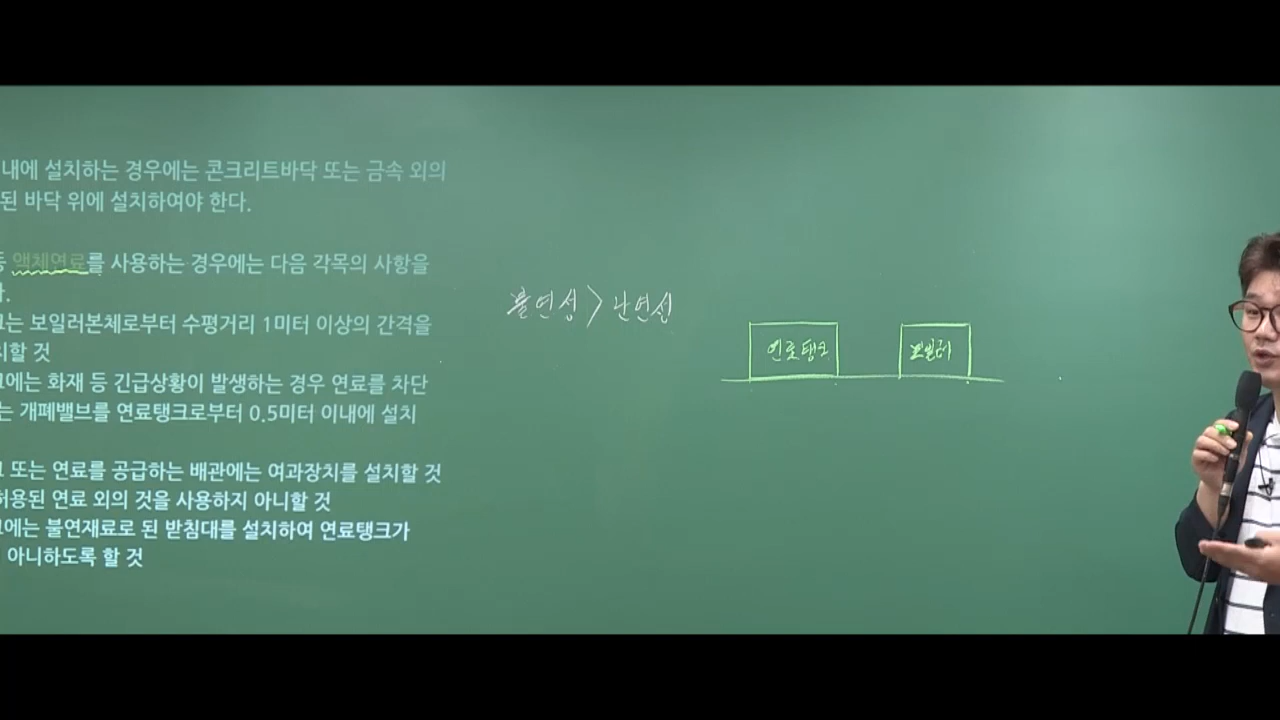 내에 설치하는 경우에는 콘크리트바닥 또는 금속 외의
된 바닥 위에 설치하여야 한다.
액체연료를 사용하는 경우에는 다음 각목의 사항을
는 보일러본체로부터 수평거리 1미터 이상의 간격을
치할 것
에는 화재 등 긴급상황이 발생하는 경우 연료를 차단
는 개폐밸브를 연료탱크로부터 0.5미터 이내에 설치
또는 연료를 공급하는 배관에는 여과장치를 설치할 것
허용된 연료 외의 것을 사용하지 아니할 것
에는 불연재료로 된 받침대를 설치하여 연료탱크가
아니하도록 할 것
불연성 > 난연성
연료탱크
보일러